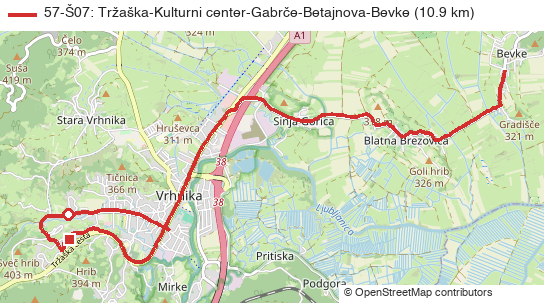 57-Š07: Tržaška-Kulturni center-Gabrče-Betajnova-Bevke (10.9 km)
Čelo
374 m
A1
Suša
419 m
Bevke
Stara Vrhnika
Hruševca
311 m
Sinja Gorica
Gradišče
321 m
Blatna Brezovica
38
Tičnica
366 m
Goli hrib
326 m
Vrhnika
38
Ljubljanica
Tržaška cesta
Sveč hrib
403 m
Hrib
394 m
Pritiska
Mirke
Podgora
© OpenStreetMap contributors